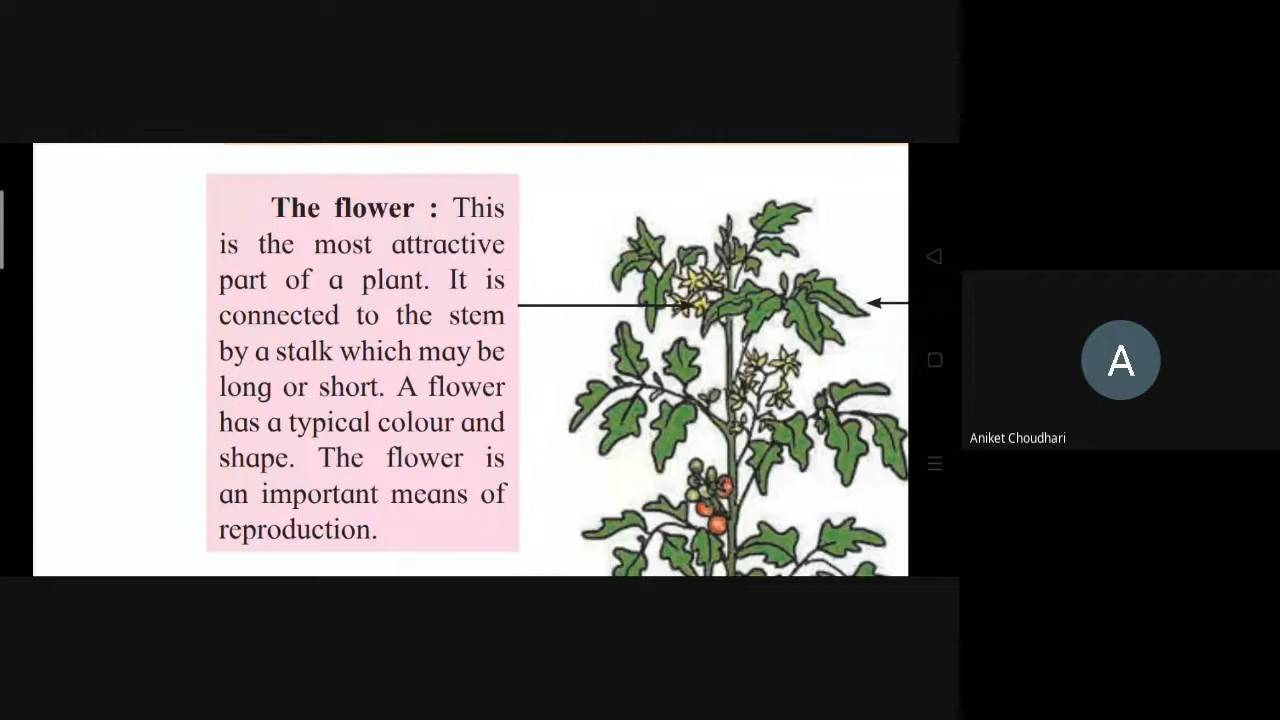 The flower : This
is the most attractive
part of a plant. It is
connected to the stem
by a stalk which may be
long or short. A flower
has a typical colour and
shape. The flower is
an important means of
reproduction.
A
Aniket Choudhari